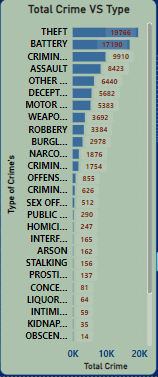 Total Crime VS Type
Type of Crime's
THEFT 19766
BATTERY 17190
CRIMIN... 9910
ASSAULT 8423
OTHER ... 6440
DECEPT... 5682
MOTOR ... 5383
WEAPO... 3692
ROBBERY 3384
BURGL... 2978
NARCO... 1876
CRIMIN... 1754
OFFENS... 855
CRIMIN... 626
SEX OFF... 512
PUBLIC ... 290
HOMICI... 247
INTERF... 165
ARSON 162
STALKING 156
PROSTI... 137
CONCE... 81
LIQUOR... 64
INTIMI... 59
KIDNAP... 35
OBSCEN... 14
0K 10K 20K
Total Crime